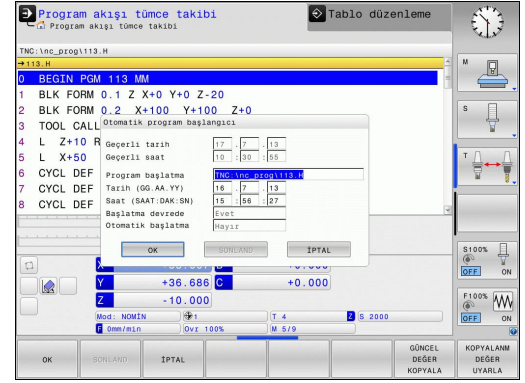 Program akışı tümce takibi
Program akışı tümce takibi
Tablo düzenleme
TNC:\nc_prog\113.H
→113.H
0 BEGIN PGM 113 MM
1 BLK FORM 0.1 Z X+0 Y+0 Z-20
2 BLK FORM 0.2 X+100 Y+100 Z+0
3 TOOL CALL
4 L Z+10 R
5 L X+50
6 CYCL DEF
7 CYCL DEF
8 CYCL DEF
Otomatik program başlangıcı
Geçerli tarih 17 . 7 . 13
Geçerli saat 10 : 30 : 55
Program başlatma TNC:\nc_prog\113.H
Tarih (GG.AA.YY) 16 . 7 . 13
Saat (SAAT:DAK:SN) 15 : 56 : 27
Başlatma devrede Evet
Otomatik başlatma Hayır
OK SONLAND İPTAL
Y +36.686 C +0.000
Z -10.000
Mod: NOMİN 1 T 4 Z S 2000
F 0mm/min Ovr 100% M 5/9
M
S
T
S100%
OFF ON
F100%
OFF ON
OK SONLAND İPTAL
GÜNCEL DEĞER KOPYALA
KOPYALANM DEĞER UYARLA